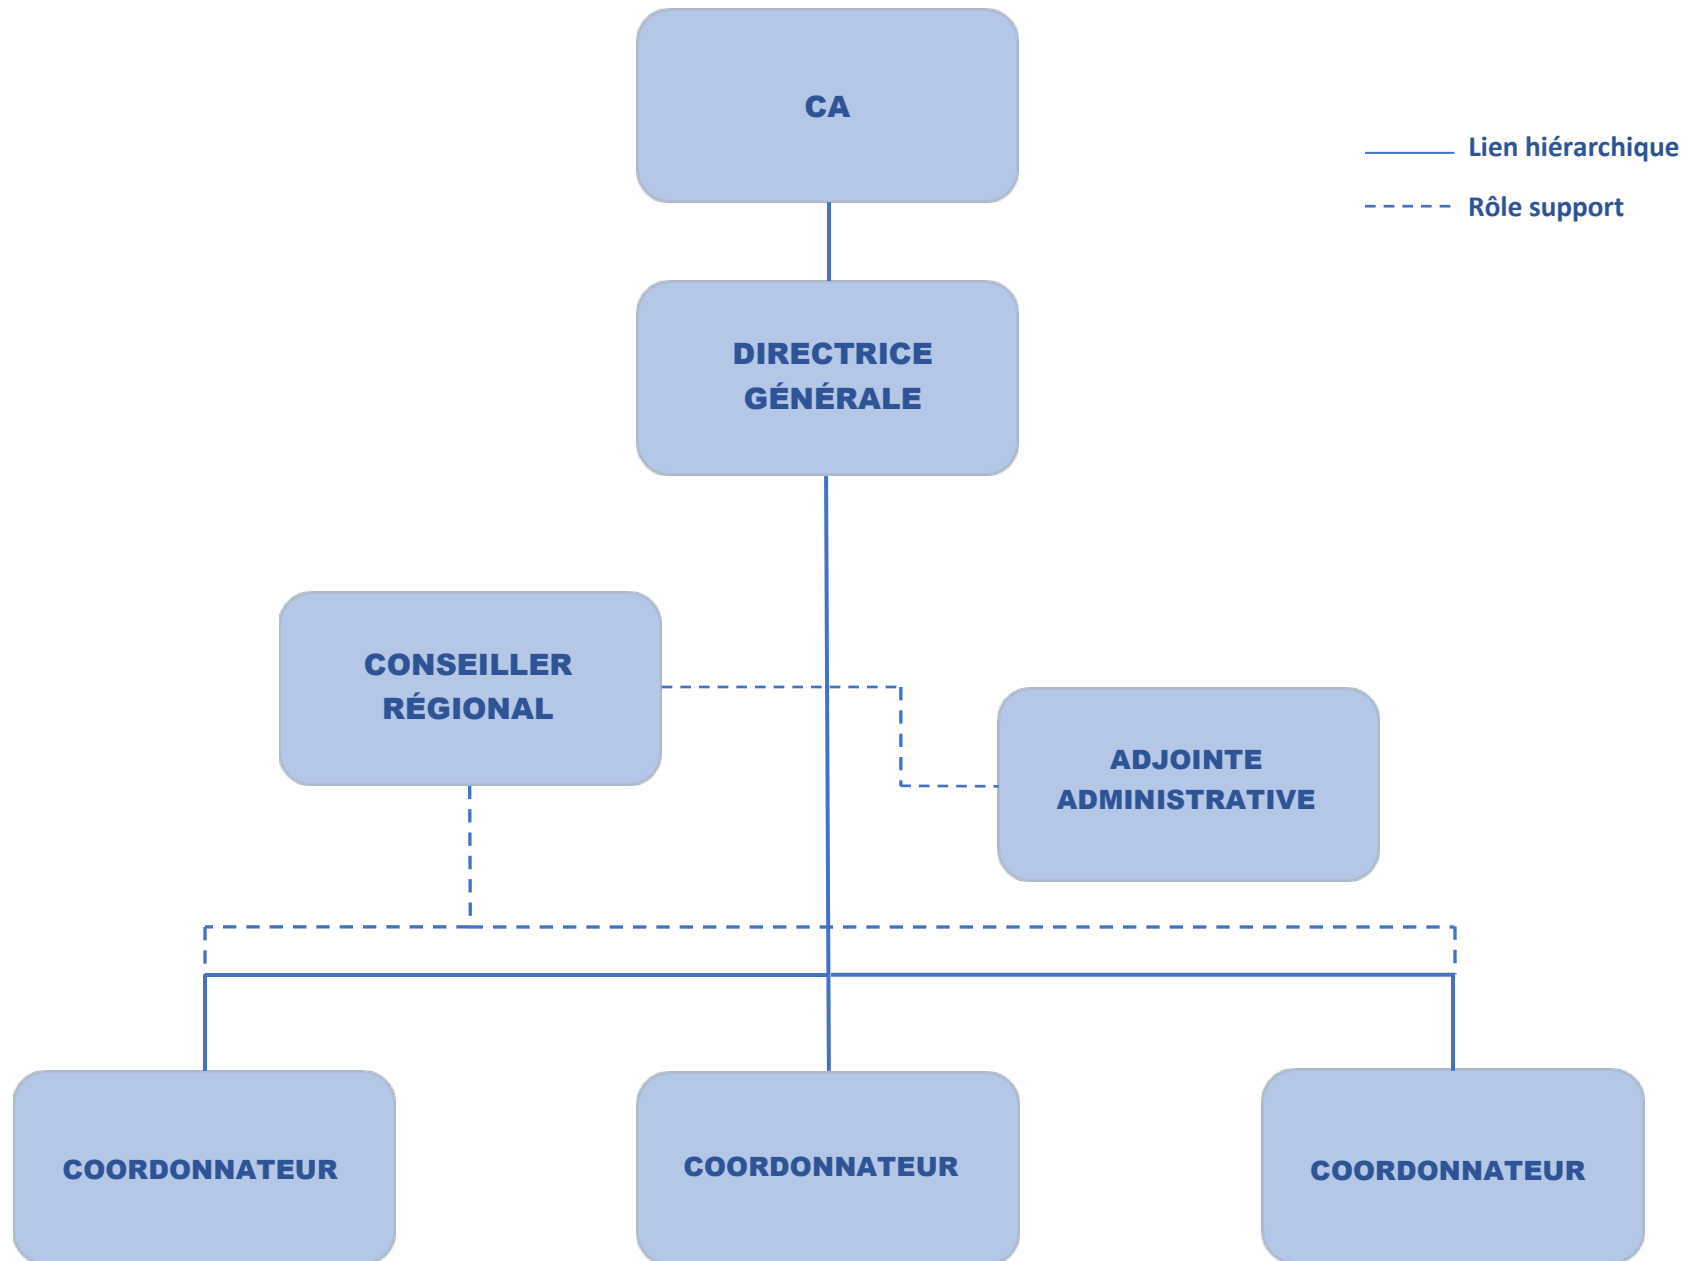 CA
Lien hiérarchique
Rôle support
DIRECTRICE
GÉNÉRALE
CONSEILLER
RÉGIONAL
ADJOINTE
ADMINISTRATIVE
COORDONNATEUR
COORDONNATEUR
COORDONNATEUR